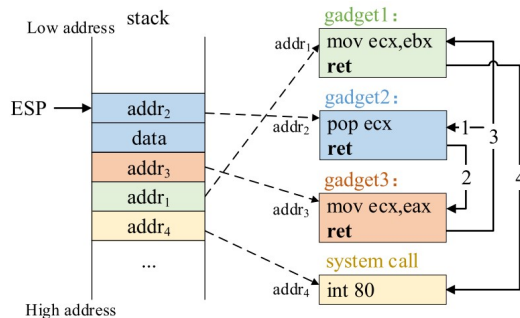 Low address
stack
ESP
addr2
data
addr3
addr1
addr4
...
High address
gadget1：
addr1
mov ecx,ebx
ret
gadget2：
addr2
pop ecx
ret
gadget3：
addr3
mov ecx,eax
ret
system call
addr4
int 80
1
2
3
4